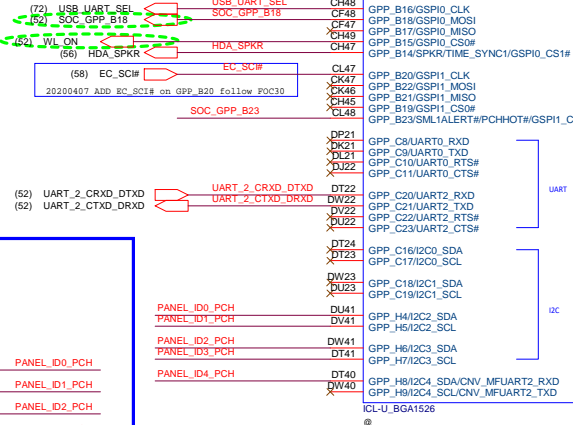 USB_UART_SEL CH48 GPP_B16/GSPI0_CLK
(72) USB_UART_SEL
SOC_GPP_B18 CF48 GPP_B18/GSPI0_MOSI
(52) SOC_GPP_B18
CF47 GPP_B17/GSPI0_MISO
CH49 GPP_B15/GSPI0_CS0#
(52) WL_ON
HDA_SPKR CH47 GPP_B14/SPKR/TIME_SYNC1/GSPI0_CS1#
(56) HDA_SPKR
EC_SCI# CL47 GPP_B20/GSPI1_CLK
(58) EC_SCI#
CK47 GPP_B22/GSPI1_MOSI
20200407 ADD EC_SCI# on GPP_B20 follow FOC30
CK46 GPP_B21/GSPI1_MISO
CH45 GPP_B19/GSPI1_CS0#
SOC_GPP_B23 CL48 GPP_B23/SML1ALERT#/PCHHOT#/GSPI1_C
DP21 GPP_C8/UART0_RXD
DK21 GPP_C9/UART0_TXD
DL21 GPP_C10/UART0_RTS#
DJ22 GPP_C11/UART0_CTS#
UART
(52) UART_2_CRXD_DTXD UART_2_CRXD_DTXD DT22 GPP_C20/UART2_RXD
(52) UART_2_CTXD_DRXD UART_2_CTXD_DRXD DW22 GPP_C21/UART2_TXD
DV22 GPP_C22/UART2_RTS#
DU22 GPP_C23/UART2_CTS#
DT24 GPP_C16/I2C0_SDA
DT23 GPP_C17/I2C0_SCL
DW23 GPP_C18/I2C1_SDA
DU23 GPP_C19/I2C1_SCL
I2C
PANEL_ID0_PCH DU41 GPP_H4/I2C2_SDA
PANEL_ID1_PCH DV41 GPP_H5/I2C2_SCL
PANEL_ID2_PCH DW41 GPP_H6/I2C3_SDA
PANEL_ID3_PCH DT41 GPP_H7/I2C3_SCL
PANEL_ID4_PCH DT40 GPP_H8/I2C4_SDA/CNV_MFUART2_RXD
DW40 GPP_H9/I2C4_SCL/CNV_MFUART2_TXD
PANEL_ID0_PCH
PANEL_ID1_PCH
PANEL_ID2_PCH
ICL-U_BGA1526
@